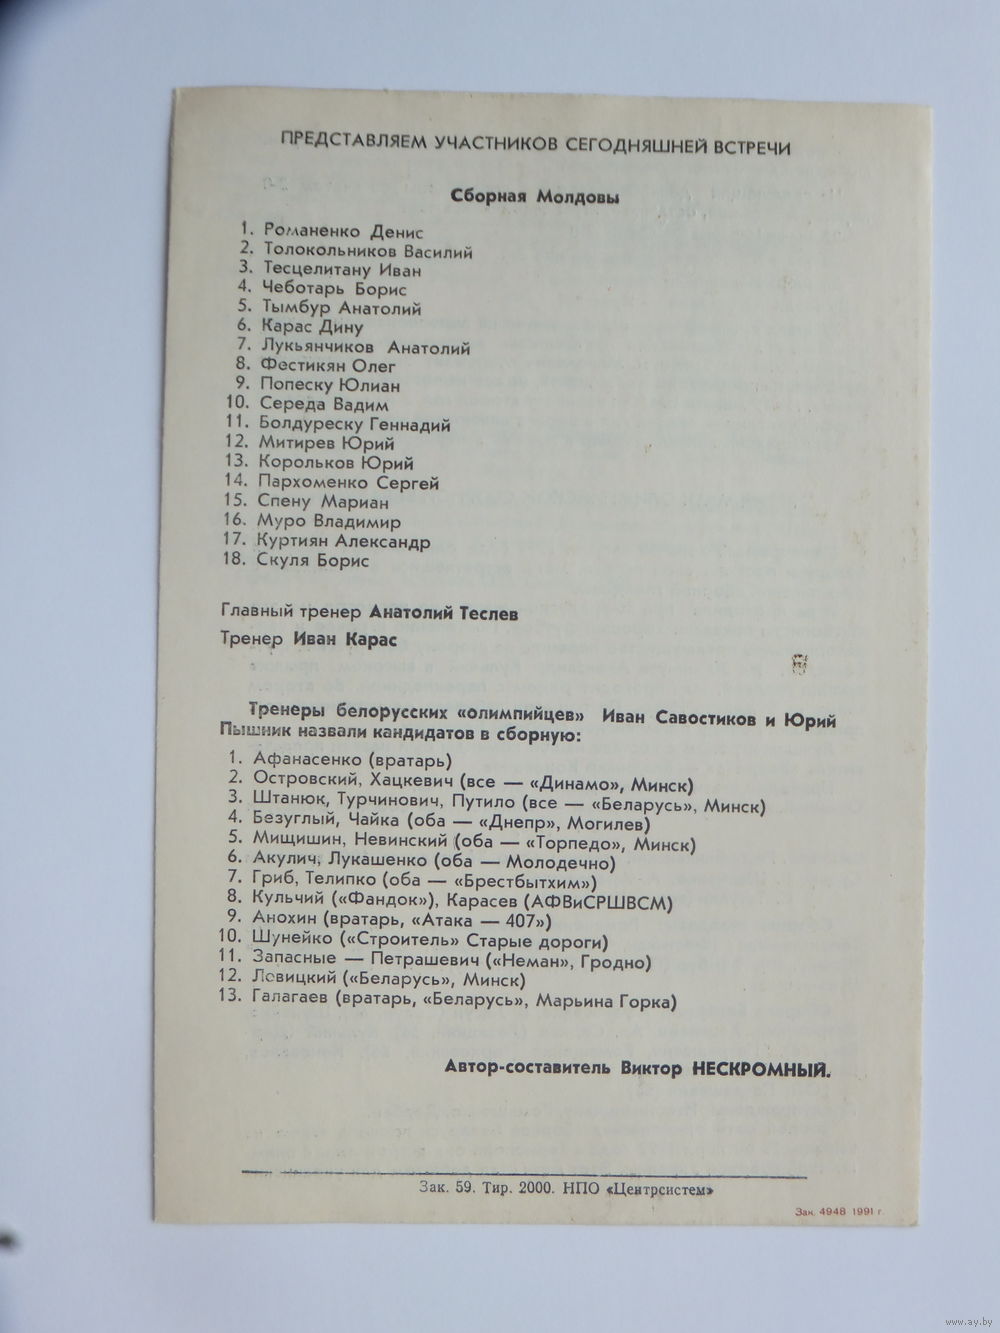 ПРЕДСТАВЛЯЕМ УЧАСТНИКОВ СЕГОДНЯШНЕЙ ВСТРЕЧИ
Сборная Молдовы
1. Романенко Денис
2. Толокольников Василий
3. Тесцелитану Иван
4. Чеботарь Борис
5. Тымбур Анатолий
6. Карас Дину
7. Лукьянчиков Анатолий
8. Фестикян Олег
9. Попеску Юлиан
10. Середа Вадим
11. Болдуреску Геннадий
12. Митирев Юрий
13. Корольков Юрий
14. Пархоменко Сергей
15. Спену Мариан
16. Муро Владимир
17. Куртиян Александр
18. Скуля Борис
Главный тренер Анатолий Теслев
Тренер Иван Карас
Тренеры белорусских «олимпийцев» Иван Савостиков и Юрий
Пышник назвали кандидатов в сборную:
1. Афанасенко (вратарь)
2. Островский, Хацкевич (все — «Динамо», Минск)
3. Штанюк, Турчинович, Путило (все — «Беларусь», Минск)
4. Безуглый, Чайка (оба — «Днепр», Могилев)
5. Мищишин, Невинский (оба — «Торпедо», Минск)
6. Акулич, Лукашенко (оба — Молодечно)
7. Гриб, Телипко (оба — «Брестбытхим»)
8. Кульчий («Фандок»), Карасев (АФВиСРШВСМ)
9. Анохин (вратарь, «Атака — 407»)
10. Шунейко («Строитель» Старые дороги)
11. Запасные — Петрашевич («Неман», Гродно)
12. Левицкий («Беларусь», Минск)
13. Галагаев (вратарь, «Беларусь», Марьина Горка)
Автор-составитель Виктор НЕСКРОМНЫЙ.
Зак. 59. Тир. 2000. НПО «Центрсистем»
Зак. 4948 1991 г.
www.ay.by